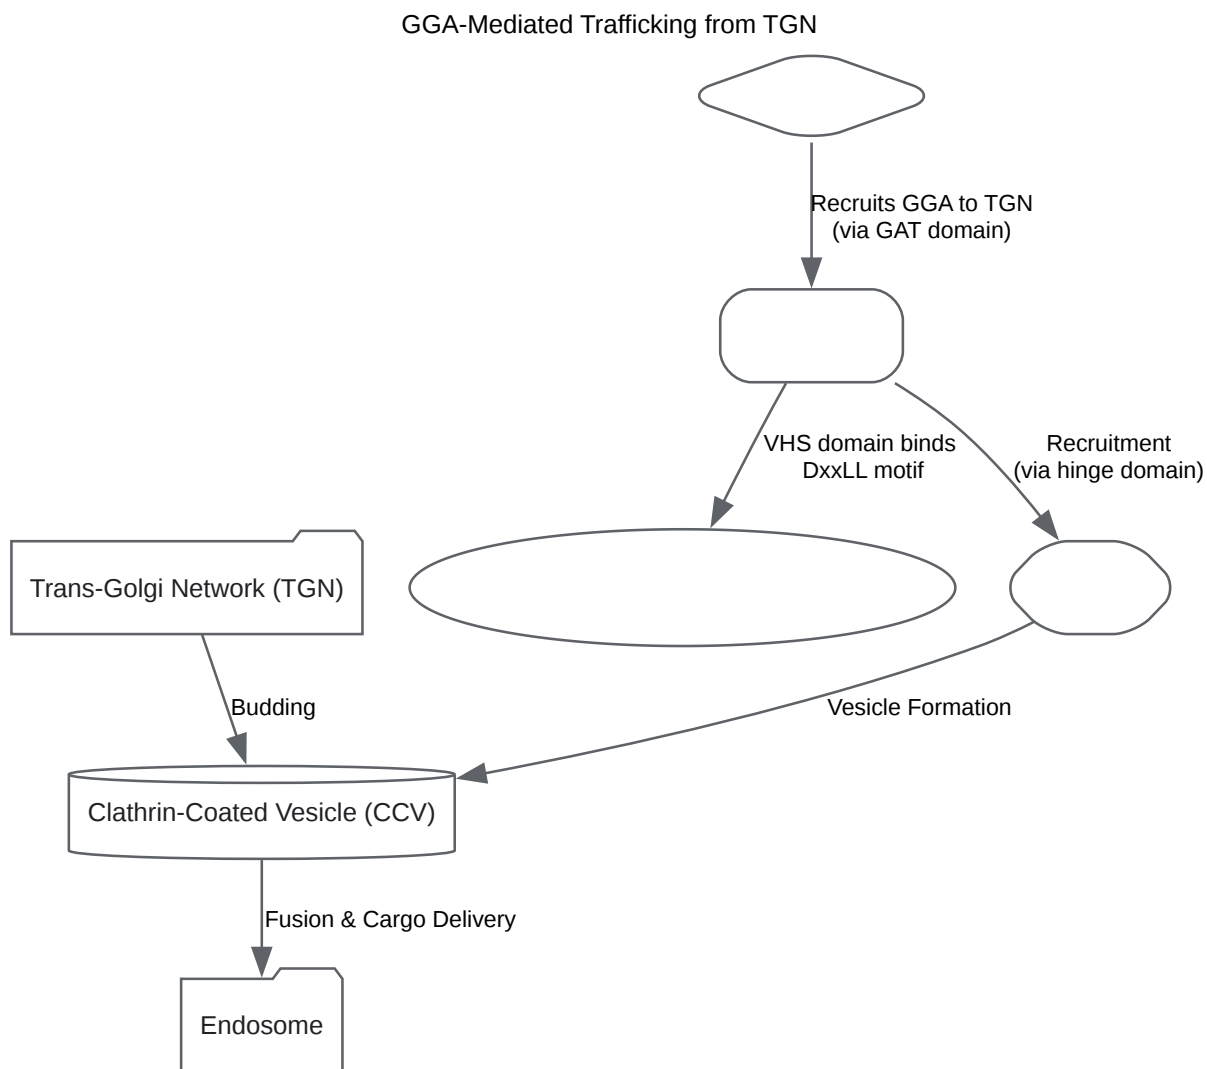 GGA-Mediated Trafficking from TGN
Recruits GGA to TGN
(via GAT domain)
VHS domain binds
DxxLL motif
Recruitment
(via hinge domain)
Trans-Golgi Network (TGN)
Budding
Vesicle Formation
Clathrin-Coated Vesicle (CCV)
Fusion & Cargo Delivery
Endosome